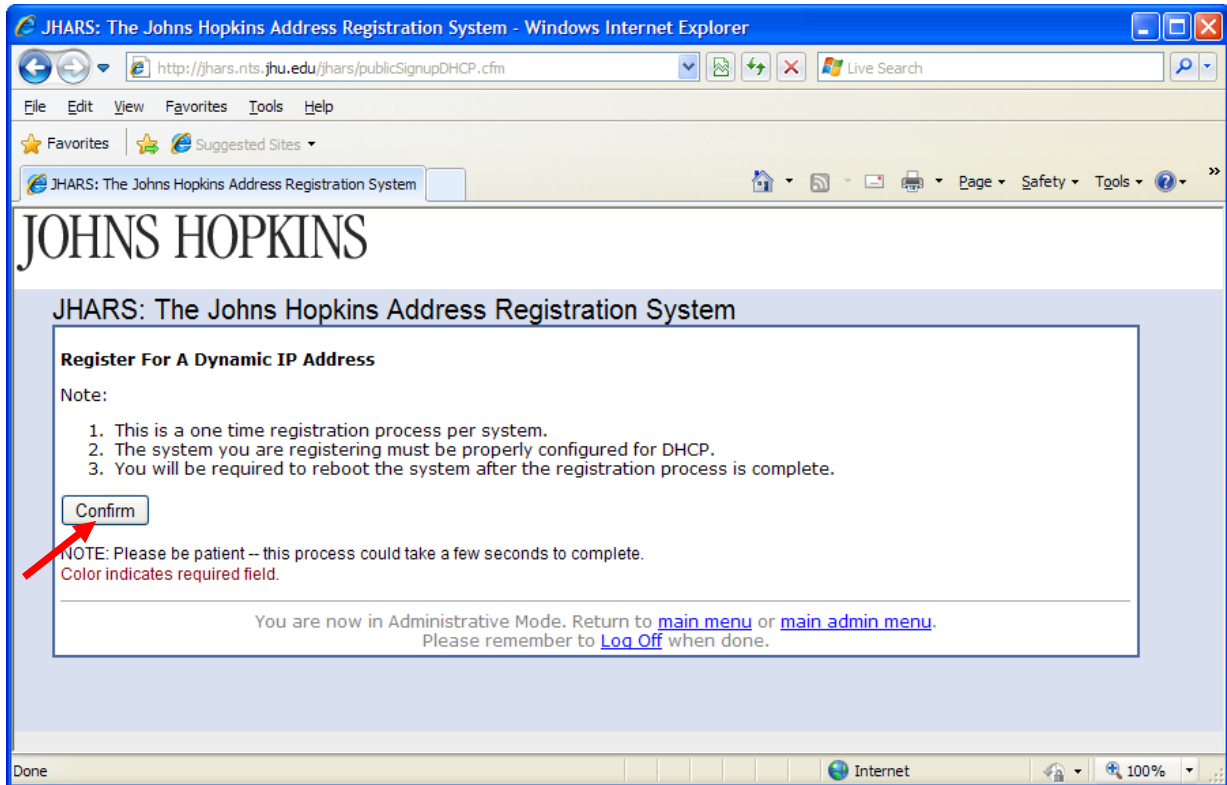 JHARS: The Johns Hopkins Address Registration System - Windows Internet Explorer
http://jhars.nts.jhu.edu/jhars/publicSignupDHCP.cfm
Live Search
File Edit View Favorites Tools Help
Favorites
Suggested Sites
JHARS: The Johns Hopkins Address Registration System
Page Safety Tools »
JOHNS HOPKINS
JHARS: The Johns Hopkins Address Registration System
Register For A Dynamic IP Address
Note:
1. This is a one time registration process per system.
2. The system you are registering must be properly configured for DHCP.
3. You will be required to reboot the system after the registration process is complete.
Confirm
NOTE: Please be patient -- this process could take a few seconds to complete.
Color indicates required field.
You are now in Administrative Mode. Return to main menu or main admin menu.
Please remember to Log Off when done.
Done
Internet
100%